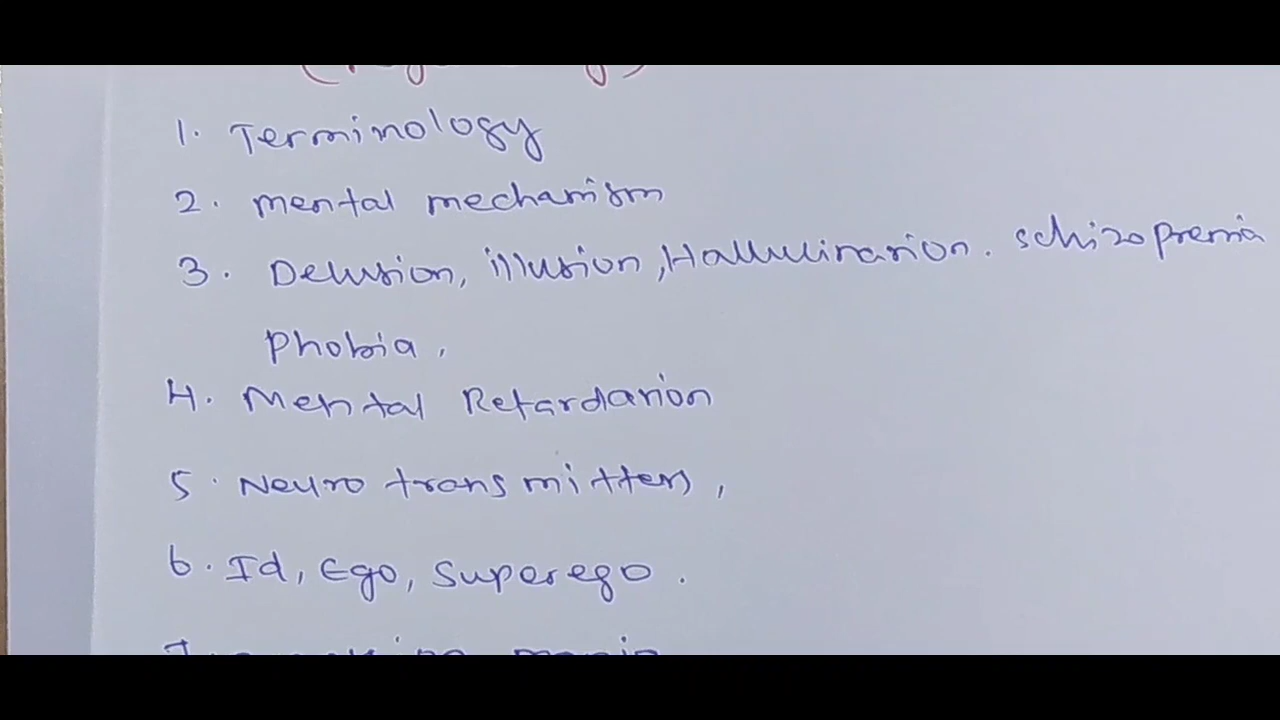 1. Terminology
2. mental mechanism
3. Delusion, illusion, Hallulination. schizoprenia
phobia,
4. Mental Retardation
5. Neuro transmitters,
6. Id, Ego, Superego.